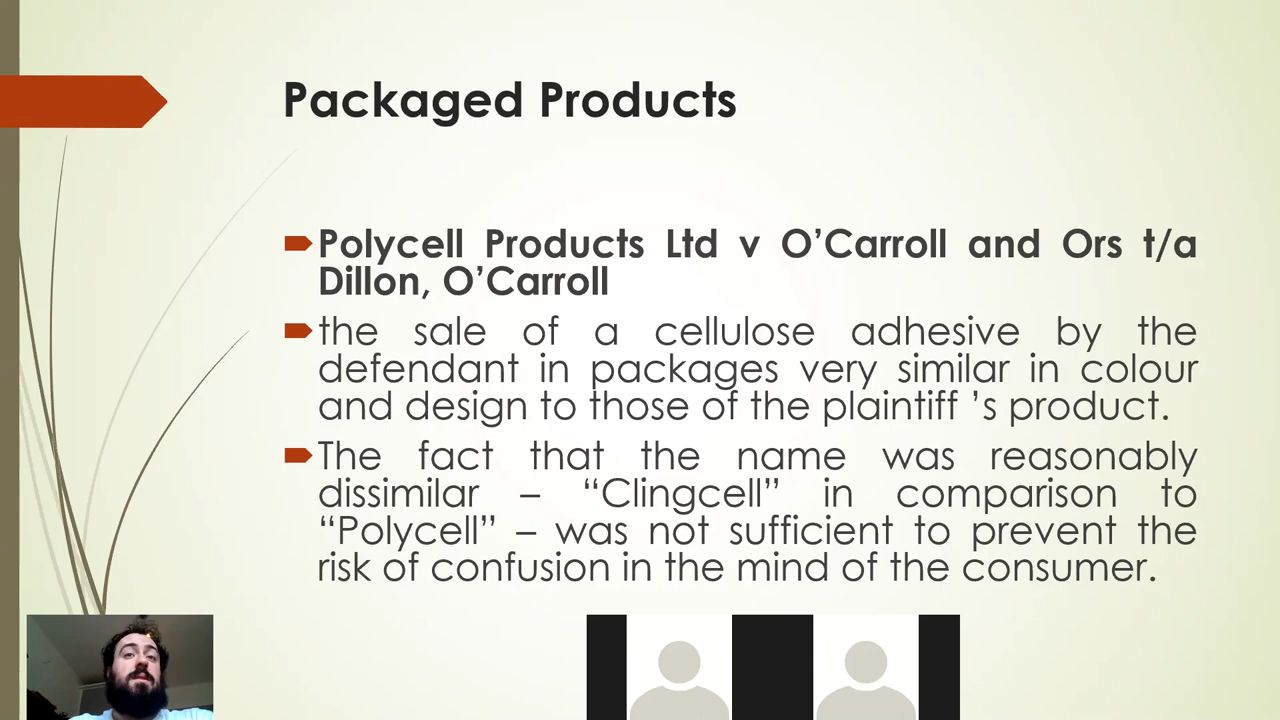 Packaged Products
Polycell Products Ltd v O’Carroll and Ors t/a
Dillon, O’Carroll
the sale of a cellulose adhesive by the
defendant in packages very similar in colour
and design to those of the plaintiff ’s product.
The fact that the name was reasonably
dissimilar – “Clingcell” in comparison to
“Polycell” – was not sufficient to prevent the
risk of confusion in the mind of the consumer.